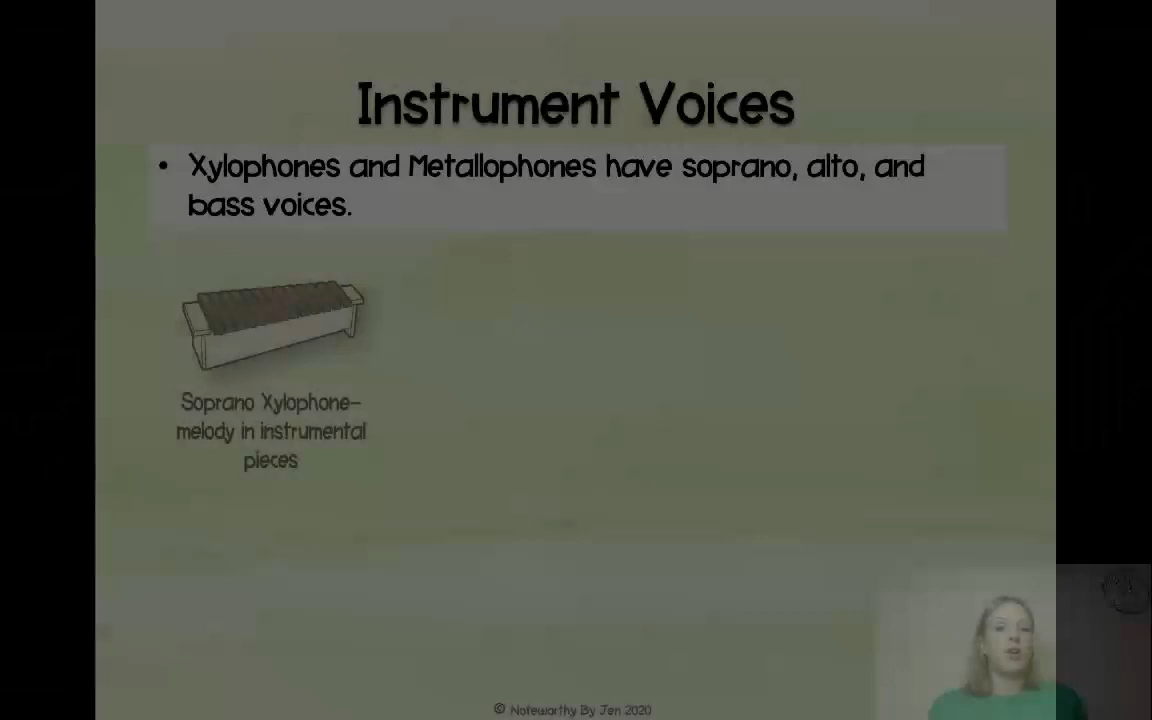 Instrument Voices
• Xylophones and Metallophones have soprano, alto, and
bass voices.
Soprano Xylophone-
melody in instrumental
pieces
© Noteworthy By Jen 2020